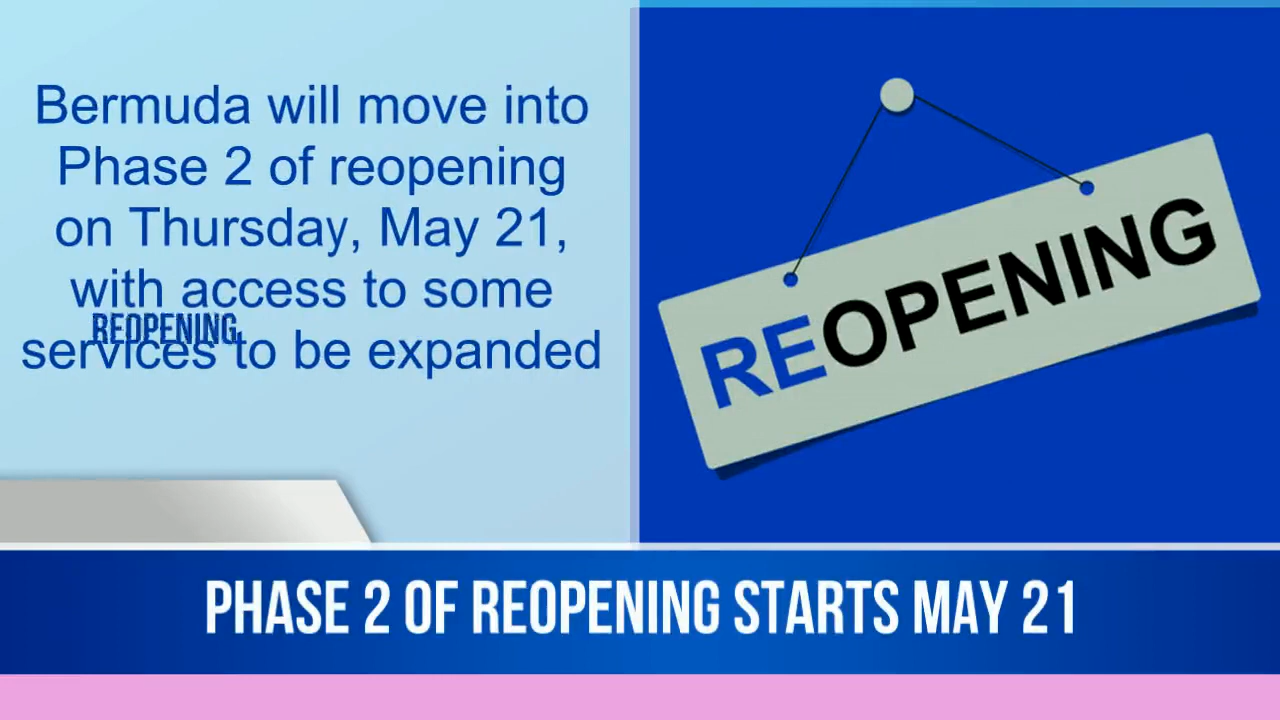 Bermuda will move into
Phase 2 of reopening
on Thursday, May 21,
with access to some
REOPENING
services to be expanded
REOPENING
PHASE 2 OF REOPENING STARTS MAY 21